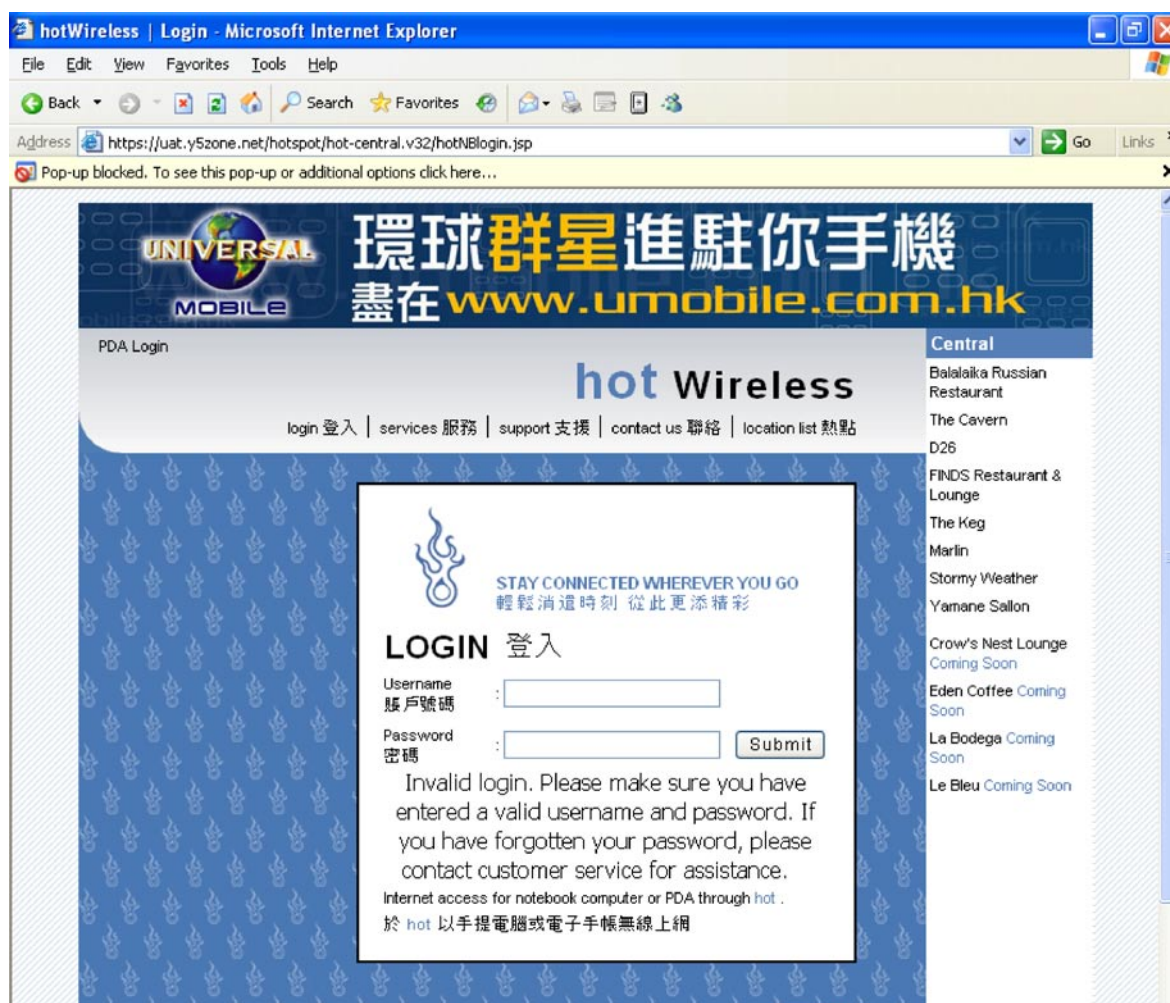 hotWireless | Login - Microsoft Internet Explorer
File Edit View Favorites Tools Help
Back Search Favorites
Address https://uat.y5zone.net/hotspot/hot-central.v32/hotNBlogin.jsp Go Links
Pop-up blocked. To see this pop-up or additional options click here...
UNIVERSAL
MOBILE
環球群星進駐你手機
盡在www.umobile.com.hk
PDA Login
hot Wireless
login 登入 | services 服務 | support 支援 | contact us 聯絡 | location list 熱點
STAY CONNECTED WHEREVER YOU GO
輕鬆消遣時刻 從此更添精彩
LOGIN 登入
Username
賬戶號碼 :
Password
密碼 :
Submit
Invalid login. Please make sure you have
entered a valid username and password. If
you have forgotten your password, please
contact customer service for assistance.
Internet access for notebook computer or PDA through hot .
於 hot 以手提電腦或電子手帳無線上網
Central
Balalaika Russian
Restaurant
The Cavern
D26
FINDS Restaurant &
Lounge
The Keg
Marlin
Stormy Weather
Yamane Sallon
Crow's Nest Lounge
Coming Soon
Eden Coffee Coming
Soon
La Bodega Coming
Soon
Le Bleu Coming Soon